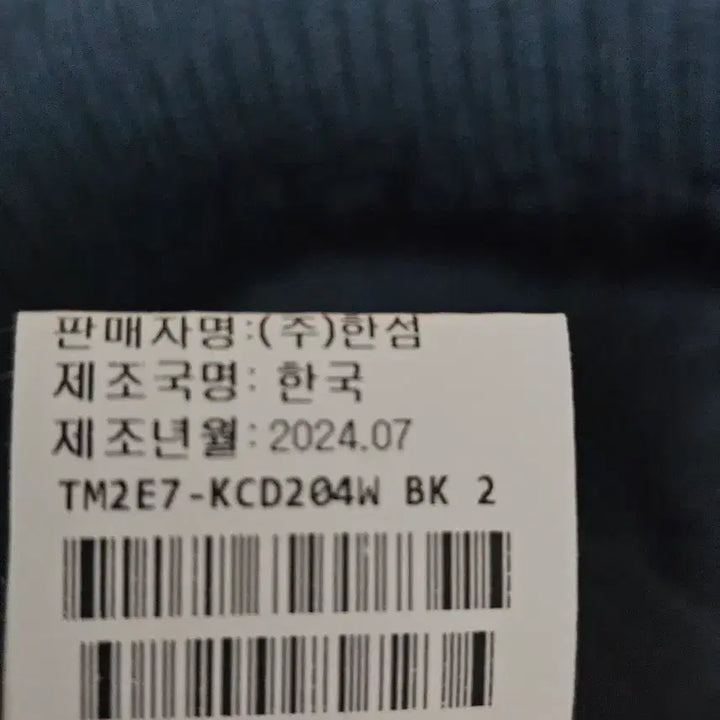 판매자명:(주)한섬
제조국명: 한국
제조년월: 2024.07
TM2E7-KCD204W BK 2